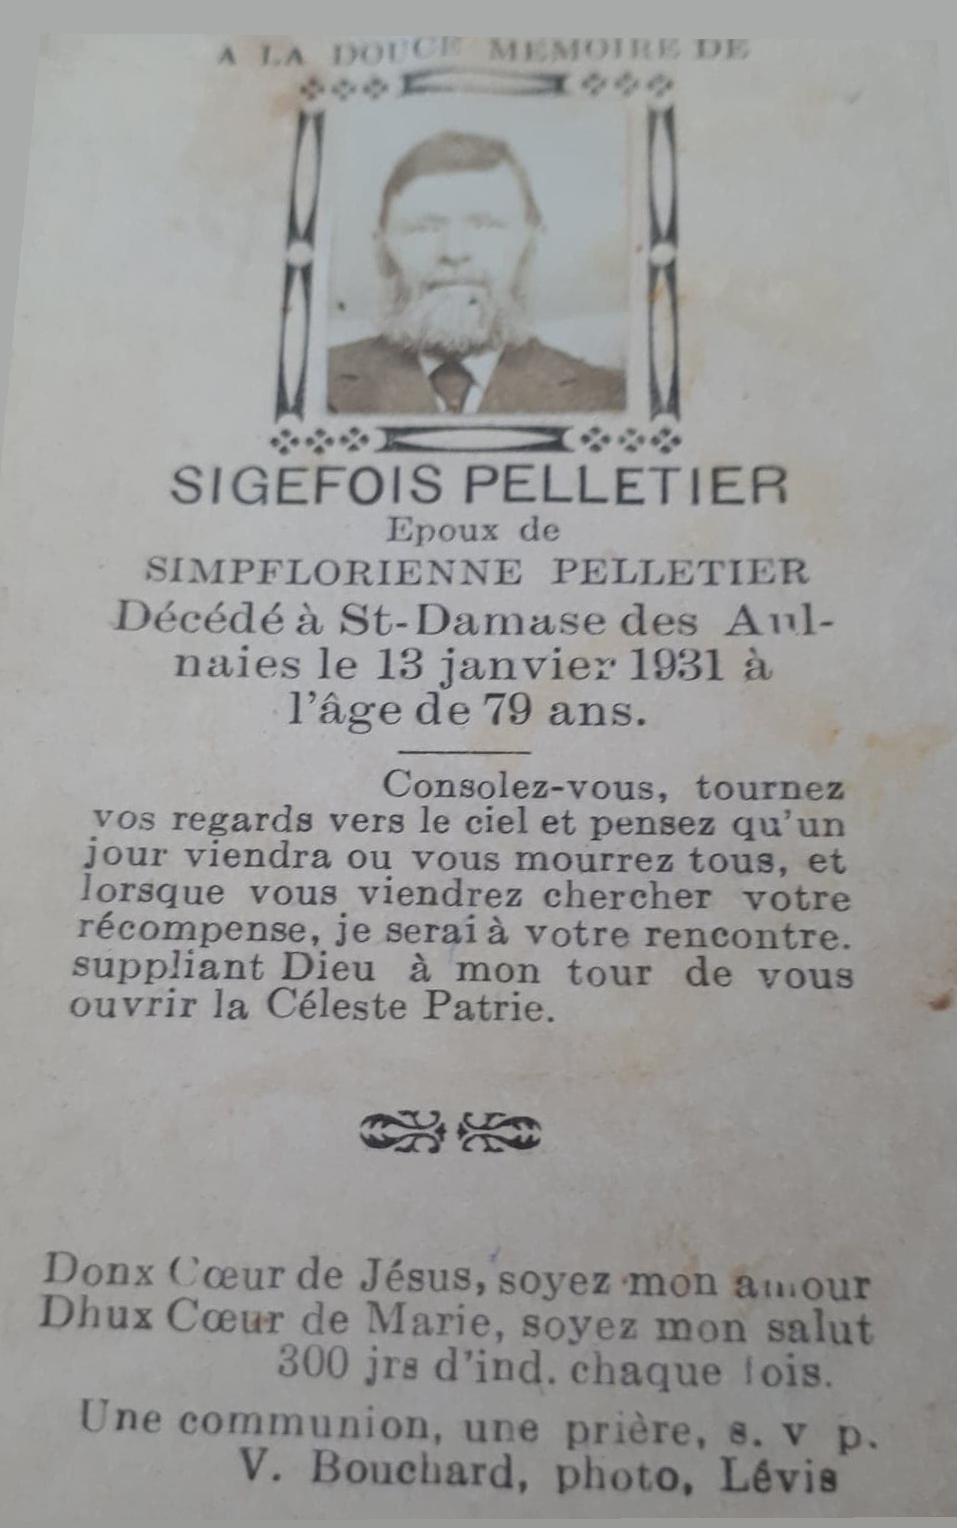 A LA DOUCE MEMOIRE DE
SIGEFOIS PELLETIER
Epoux de
SIMPFLORIENNE PELLETIER
Décédé à St-Damase des Aul-
naies le 13 janvier 1931 à
l'âge de 79 ans.
Consolez-vous, tournez
vos regards vers le ciel et pensez qu'un
jour viendra ou vous mourrez tous, et
lorsque vous viendrez chercher votre
récompense, je serai à votre rencontre.
suppliant Dieu à mon tour de vous
ouvrir la Céleste Patrie.
Donx Cœur de Jésus, soyez mon amour
Dhux Cœur de Marie, soyez mon salut
300 jrs d'ind. chaque fois.
Une communion, une prière, s. v p.
V. Bouchard, photo, Lévis